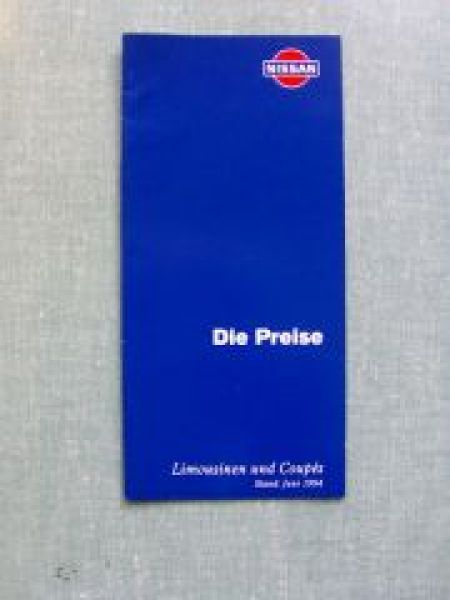 NISSAN
Die Preise
Limousinen und Coupés
Stand: Juni 1994